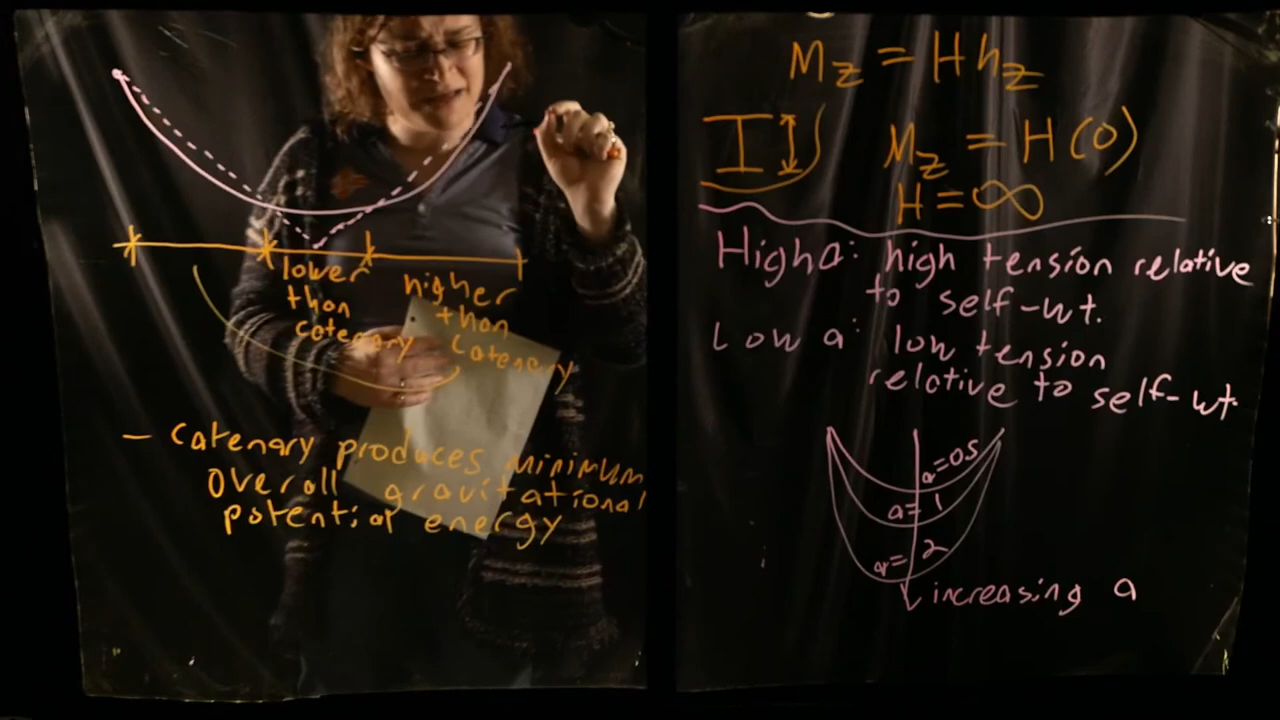 lower
than
catenary
higher
than
catenary
- catenary produces minimum
overall gravitational
potential energy
Mz = Hhz
Mz = H(0)
H = ∞
High a: high tension relative
to self-wt.
Low a: low tension
relative to self-wt.
a=0.5
a=1
a=2
increasing a